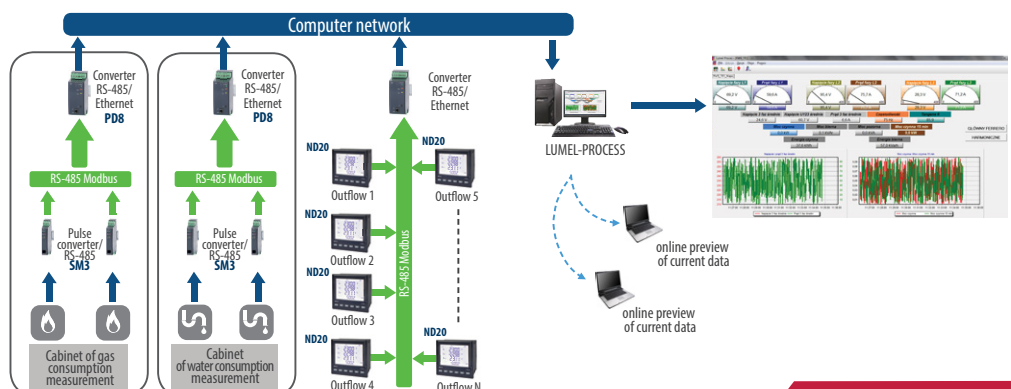 Computer network
Converter
RS-485/
Ethernet
PD8
RS-485 Modbus
Pulse
converter/
RS-485
SM3
Cabinet of gas
consumption
measurement
Converter
RS-485/
Ethernet
PD8
RS-485 Modbus
Pulse
converter/
RS-485
SM3
Cabinet
of water consumption
measurement
Converter
RS-485/
Ethernet
ND20
Outflow 1
ND20
Outflow 2
ND20
Outflow 3
ND20
Outflow 4
RS-485 Modbus
ND20
Outflow 5
ND20
Outflow N
LUMEL-PROCESS
online preview
of current data
online preview
of current data
GŁÓWNY FERRERO
HARMONICZNE